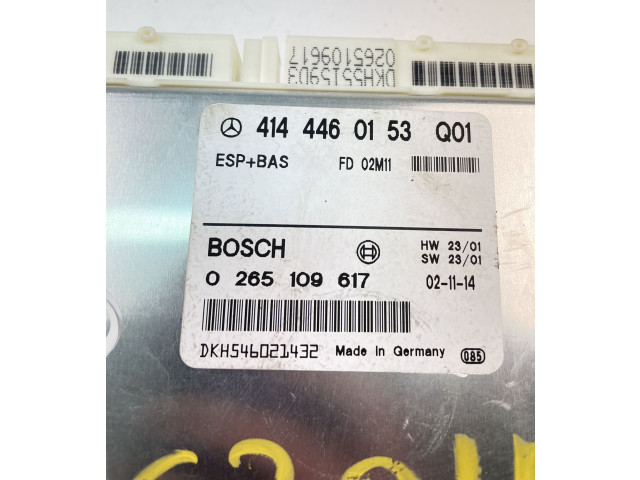 DKH55159D3
0265109617
414 446 01 53 Q01
ESP+BAS FD 02M11
BOSCH
HW 23/01
SW 23/01
0 265 109 617 02-11-14
DKH546021432 Made in Germany 085